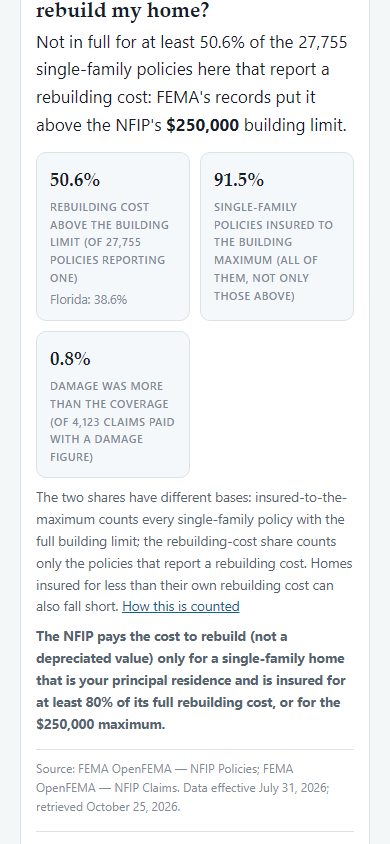 rebuild my home?
Not in full for at least 50.6% of the 27,755
single-family policies here that report a
rebuilding cost: FEMA's records put it
above the NFIP's $250,000 building limit.
50.6%
REBUILDING COST
ABOVE THE BUILDING
LIMIT (OF 27,755
POLICIES REPORTING
ONE)
Florida: 38.6%
91.5%
SINGLE-FAMILY
POLICIES INSURED TO
THE BUILDING
MAXIMUM (ALL OF
THEM, NOT ONLY
THOSE ABOVE)
0.8%
DAMAGE WAS MORE
THAN THE COVERAGE
(OF 4,123 CLAIMS PAID
WITH A DAMAGE
FIGURE)
The two shares have different bases: insured-to-the-
maximum counts every single-family policy with the
full building limit; the rebuilding-cost share counts
only the policies that report a rebuilding cost. Homes
insured for less than their own rebuilding cost can
also fall short. How this is counted
The NFIP pays the cost to rebuild (not a
depreciated value) only for a single-family home
that is your principal residence and is insured for
at least 80% of its full rebuilding cost, or for the
$250,000 maximum.
Source: FEMA OpenFEMA — NFIP Policies; FEMA
OpenFEMA — NFIP Claims. Data effective July 31, 2026;
retrieved October 25, 2026.